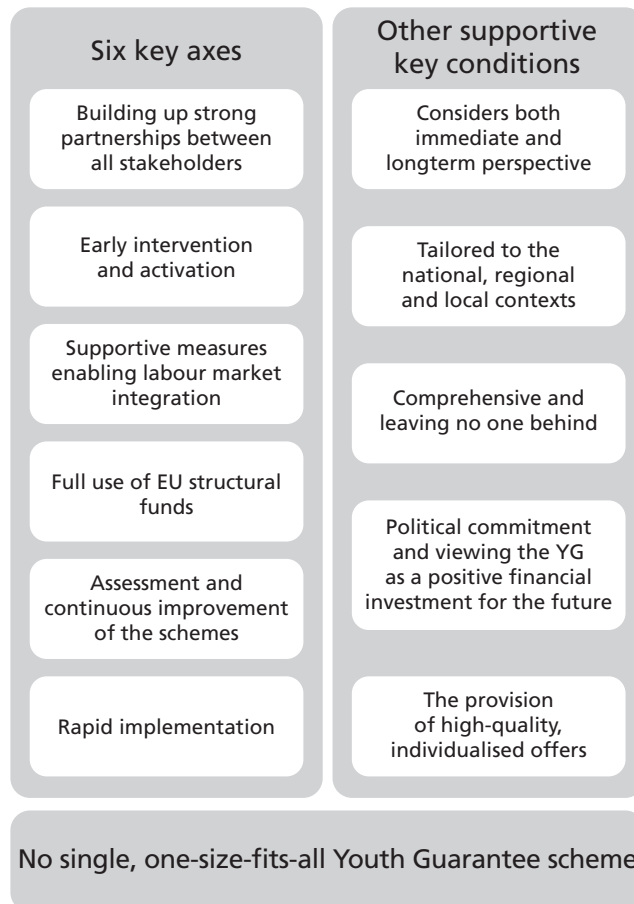 Six key axes
Building up strong
partnerships between
all stakeholders
Early intervention
and activation
Supportive measures
enabling labour market
integration
Full use of EU structural
funds
Assessment and
continuous improvement
of the schemes
Rapid implementation
Other supportive
key conditions
Considers both
immediate and
longterm perspective
Tailored to the
national, regional
and local contexts
Comprehensive and
leaving no one behind
Political commitment
and viewing the YG
as a positive financial
investment for the future
The provision
of high-quality,
individualised offers
No single, one-size-fits-all Youth Guarantee scheme